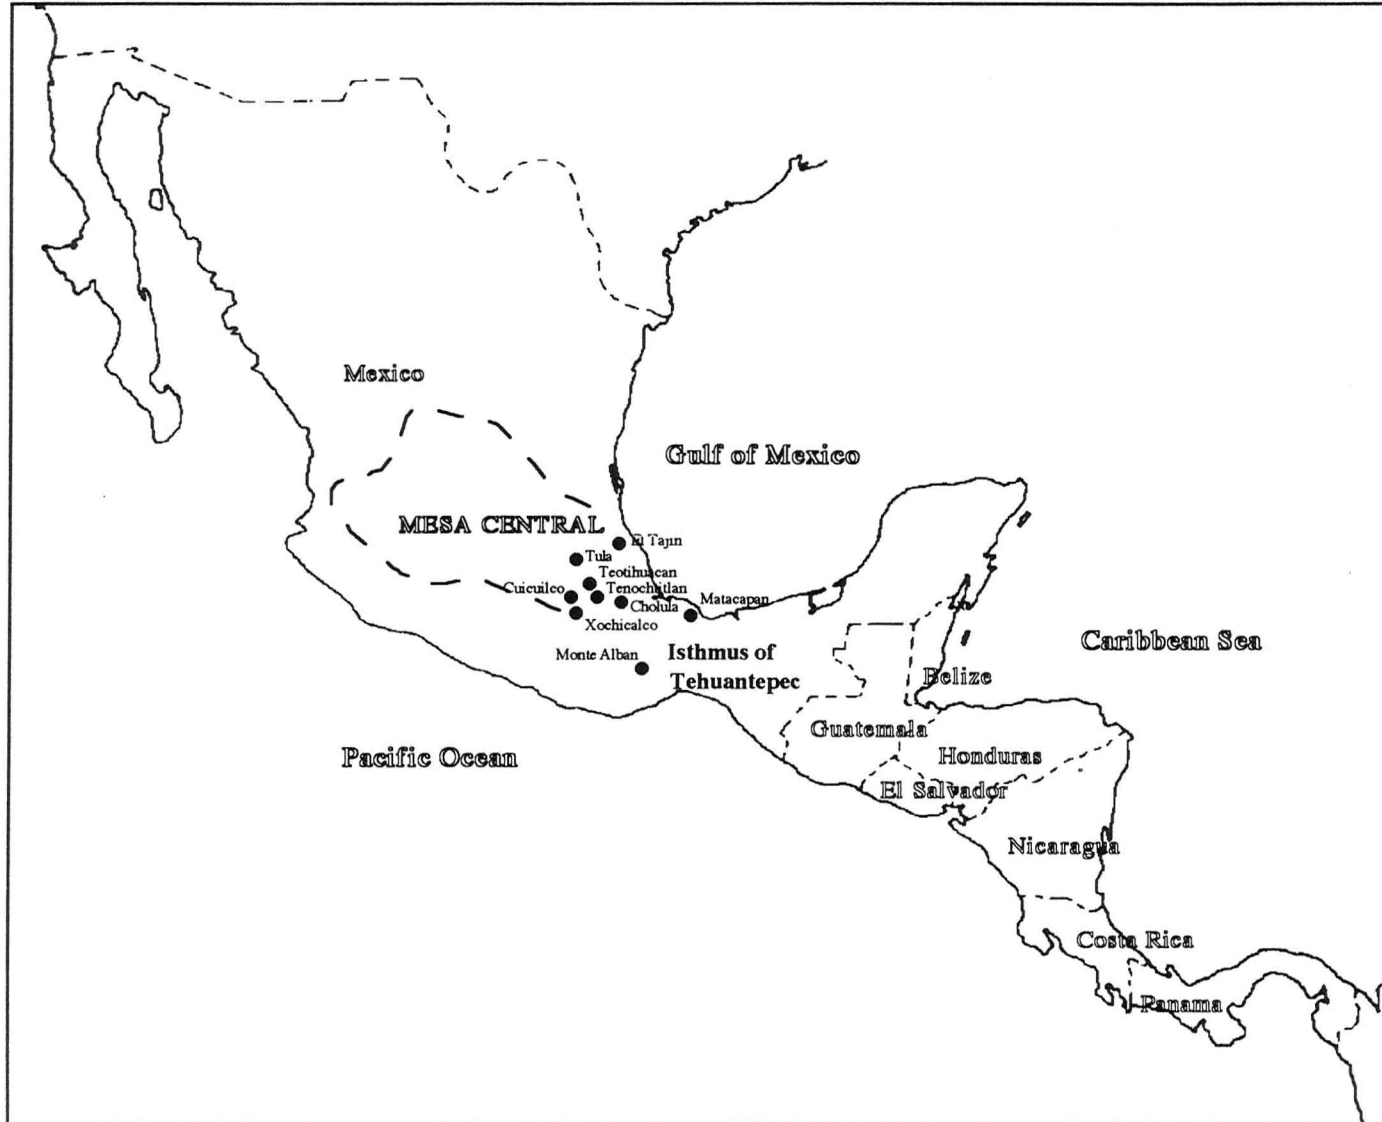 Mexico
Gulf of Mexico
MESA CENTRAL
El Tajin
Tula
Teotihuacan
Cuicuilco
Tenochtitlan
Matacapan
Cholula
Xochicalco
Monte Alban
Isthmus of
Tehuantepec
Caribbean Sea
Belize
Guatemala
Pacific Ocean
Honduras
El Salvador
Nicaragua
Costa Rica
Panama